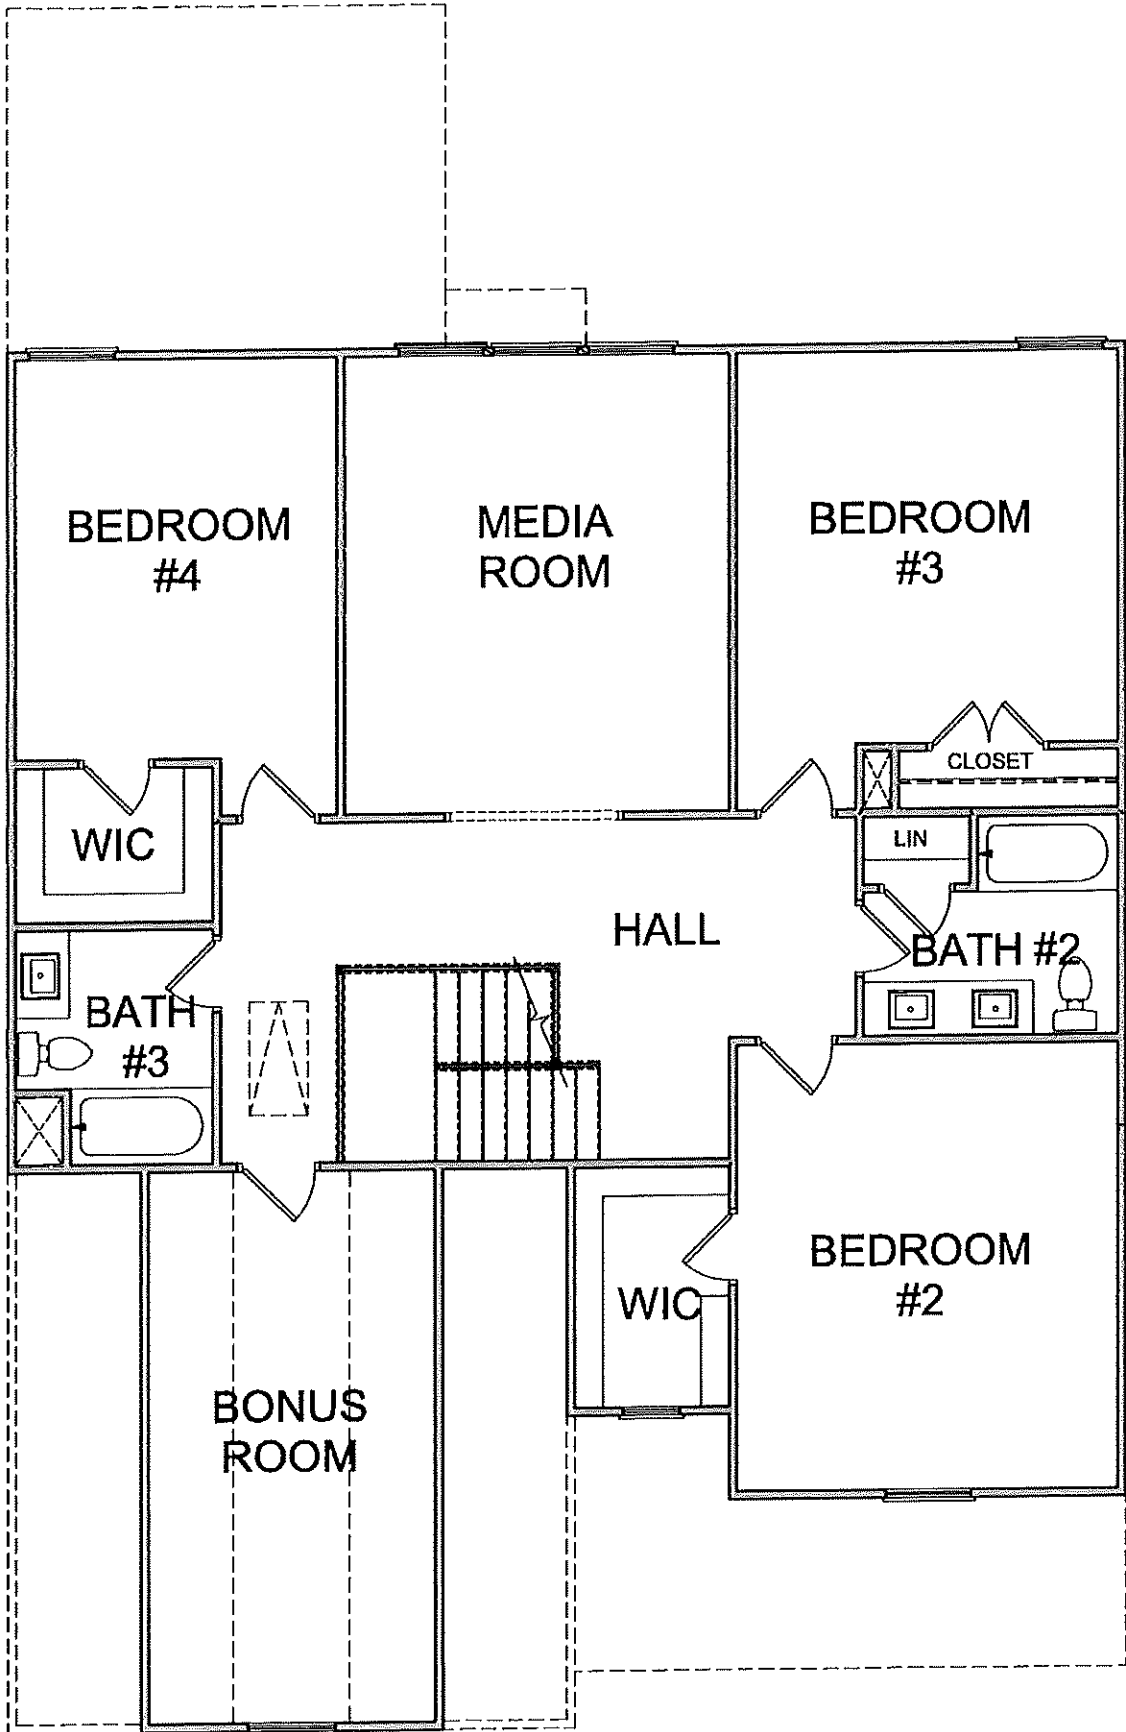 BEDROOM
#4
MEDIA
ROOM
BEDROOM
#3
CLOSET
WIC
LIN
HALL
BATH #2
BATH
#3
BEDROOM
#2
WIC
BONUS
ROOM